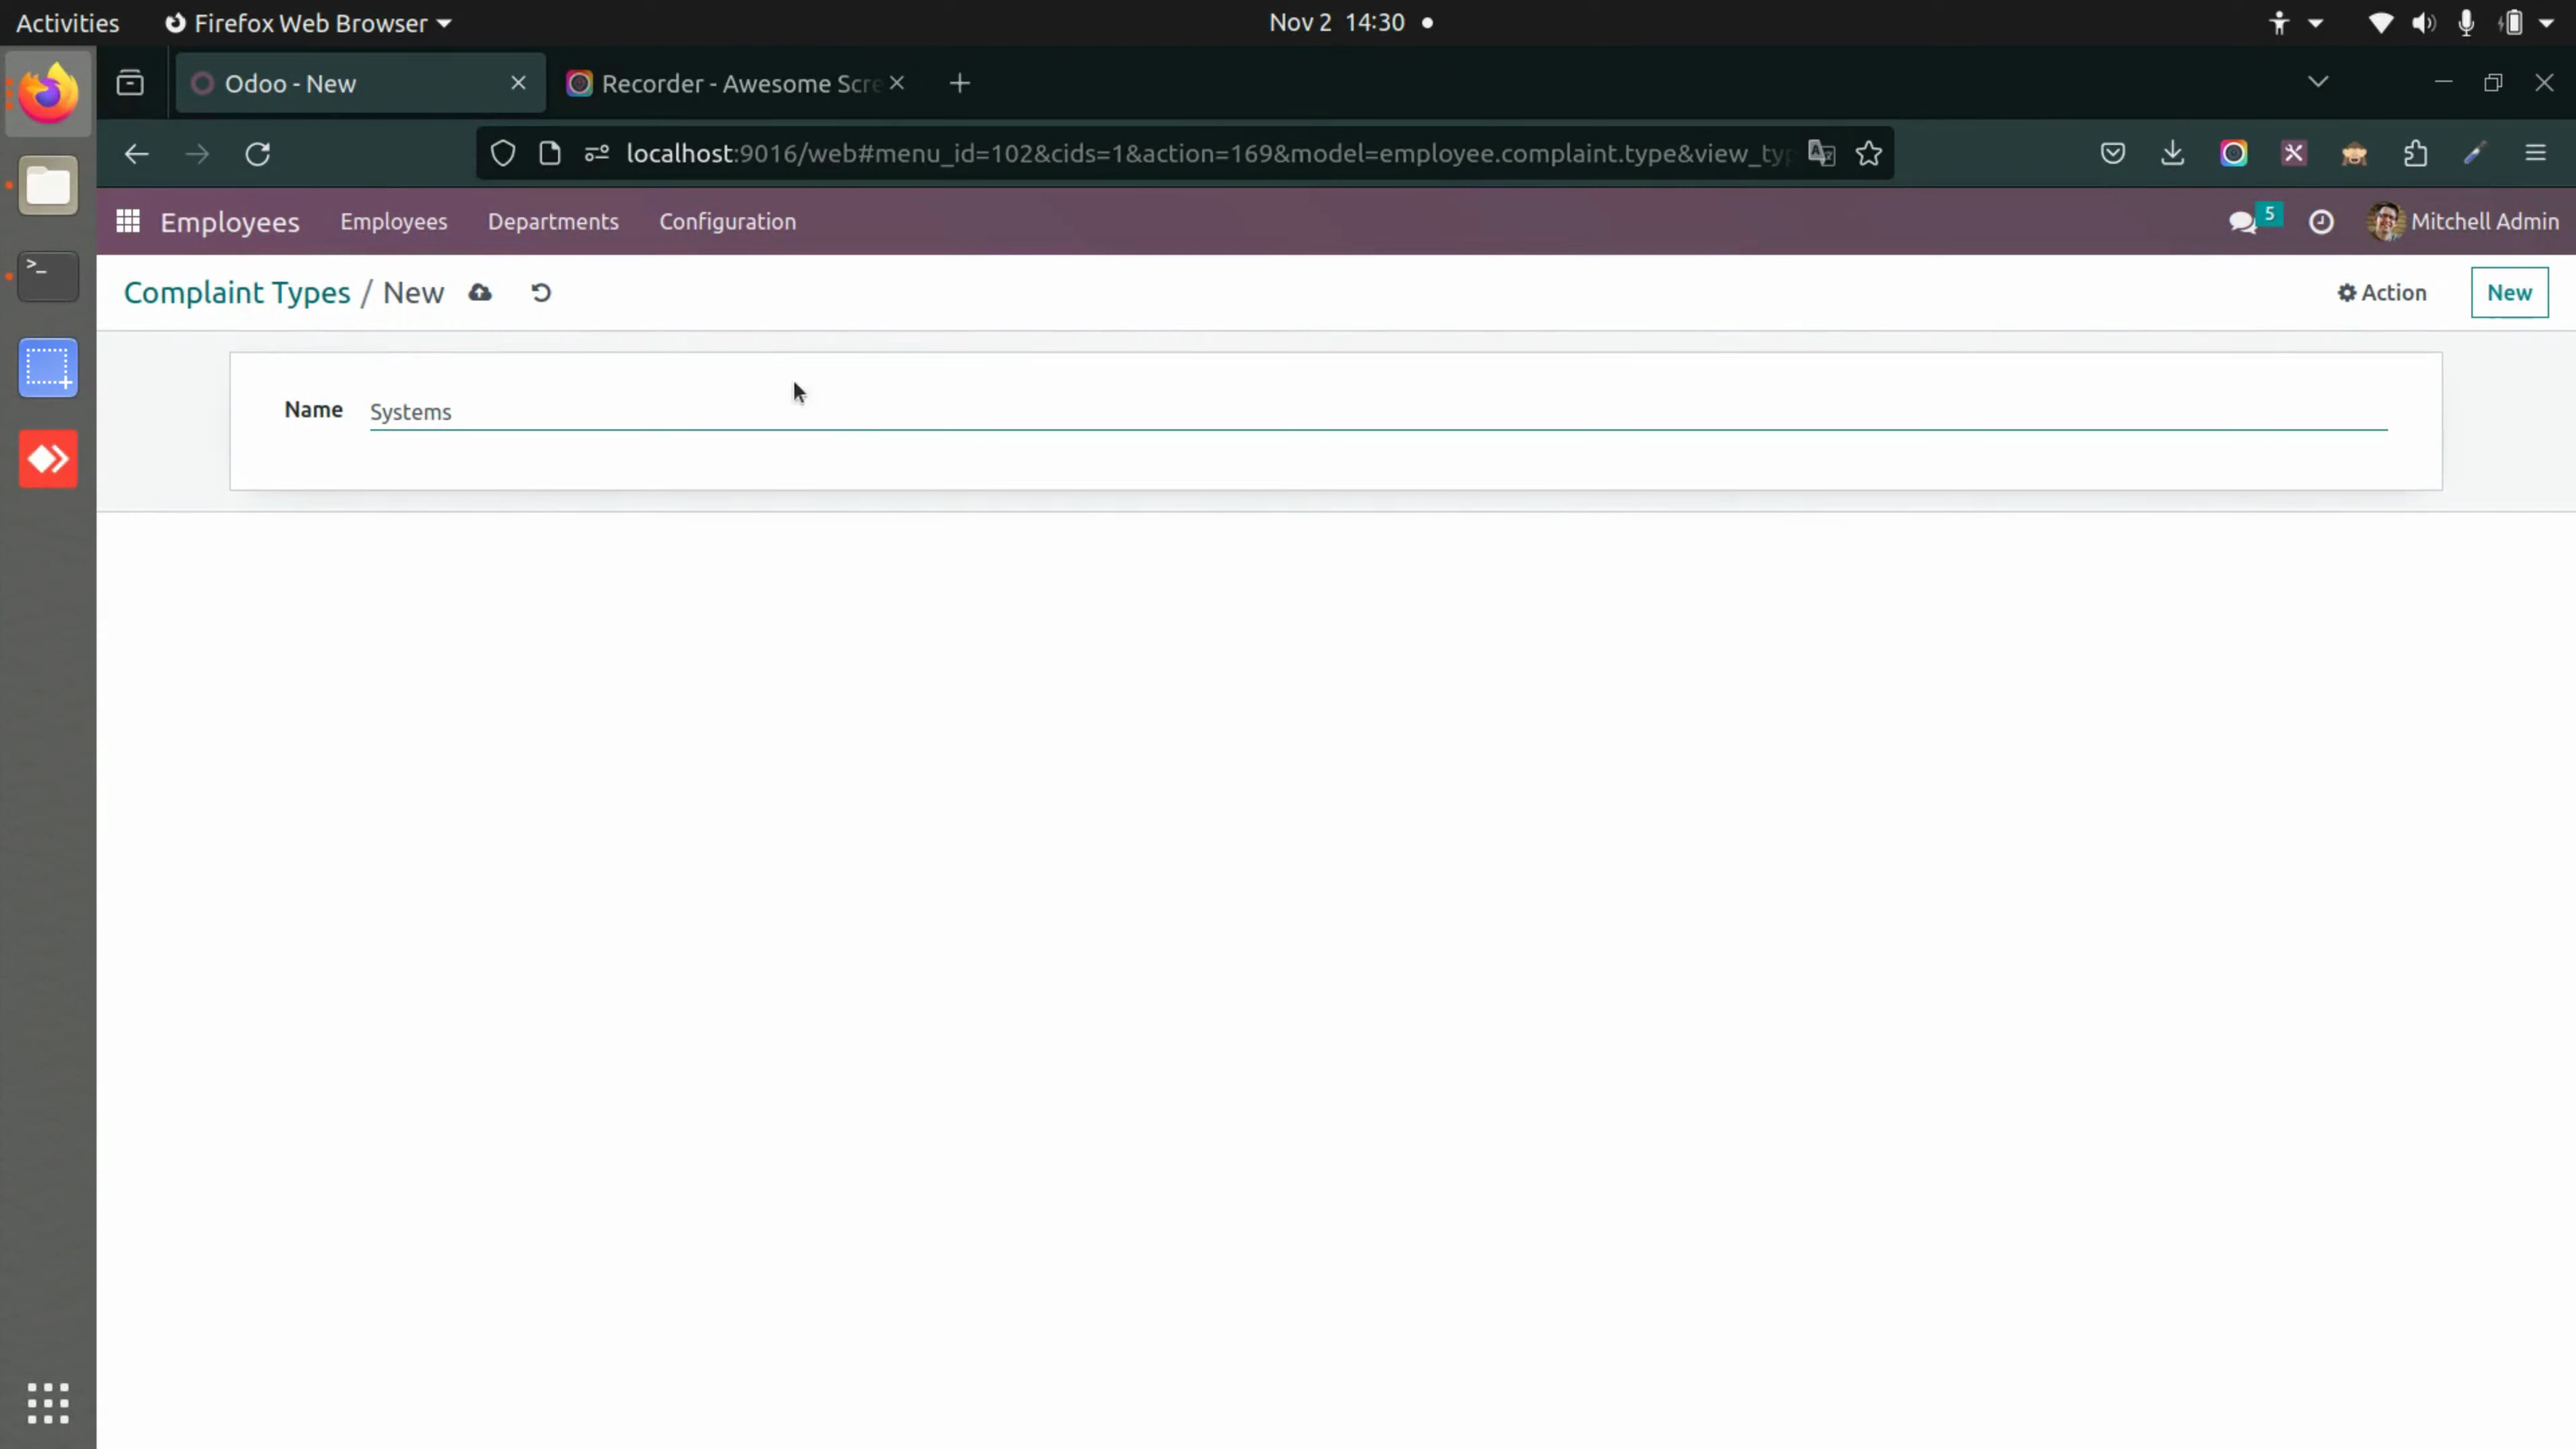 Activities Firefox Web Browser Nov 2 14:30
Odoo - New Recorder - Awesome Scre
localhost:9016/web#menu_id=102&cids=1&action=169&model=employee.complaint.type&view_typ
Employees Employees Departments Configuration 5 Mitchell Admin
Complaint Types / New Action New
Name Systems